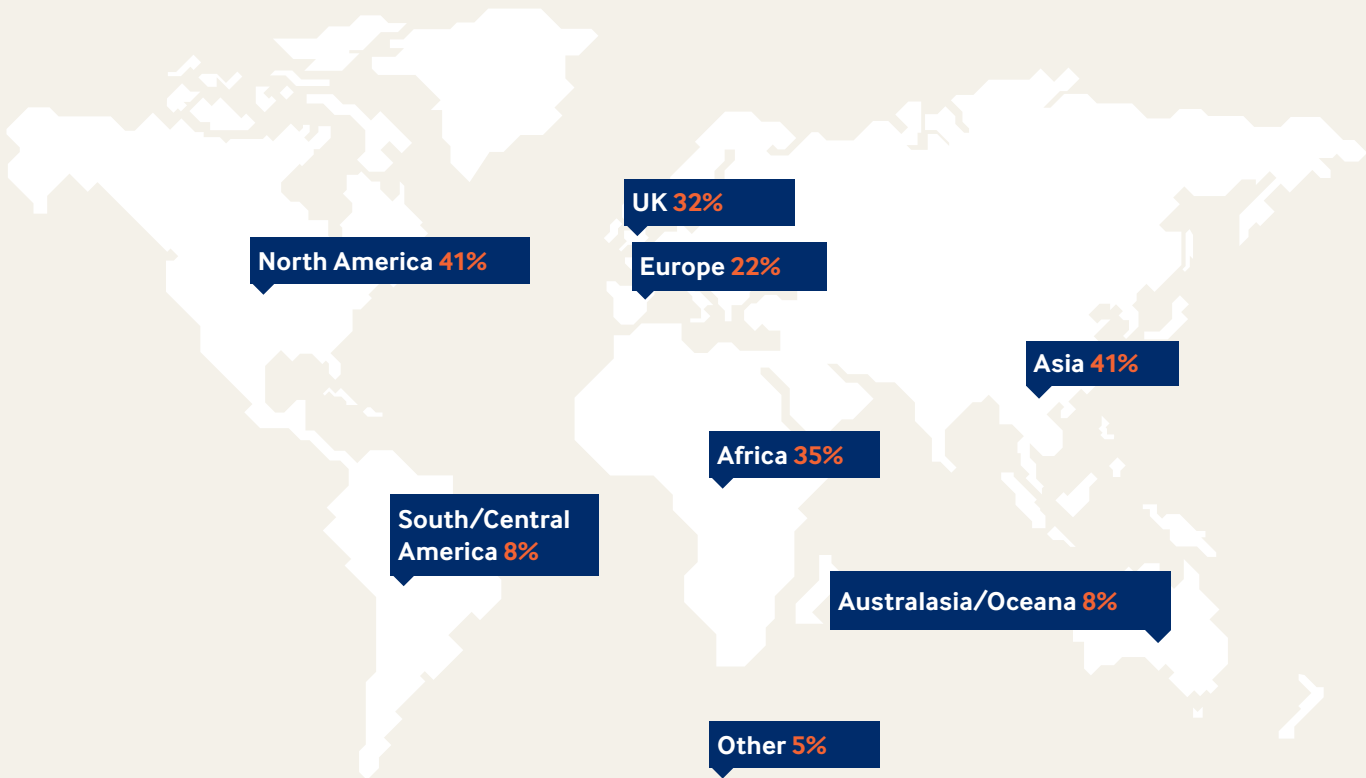 UK 32%
North America 41%
Europe 22%
Asia 41%
Africa 35%
South/Central
America 8%
Australasia/Oceana 8%
Other 5%